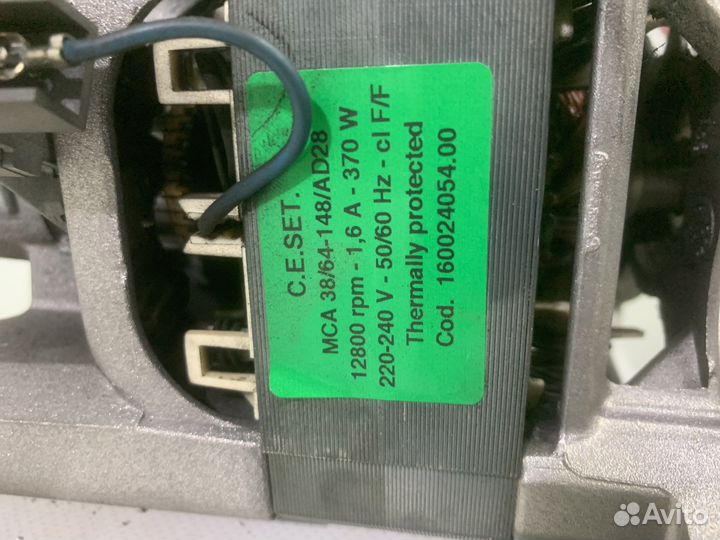 C.E.SET.
MCA 38/64-148/AD28
12800 rpm - 1,6 A - 370 W
220-240 V - 50/60 Hz - cl F/F
Thermally protected
Cod. 160024054.00
Avito